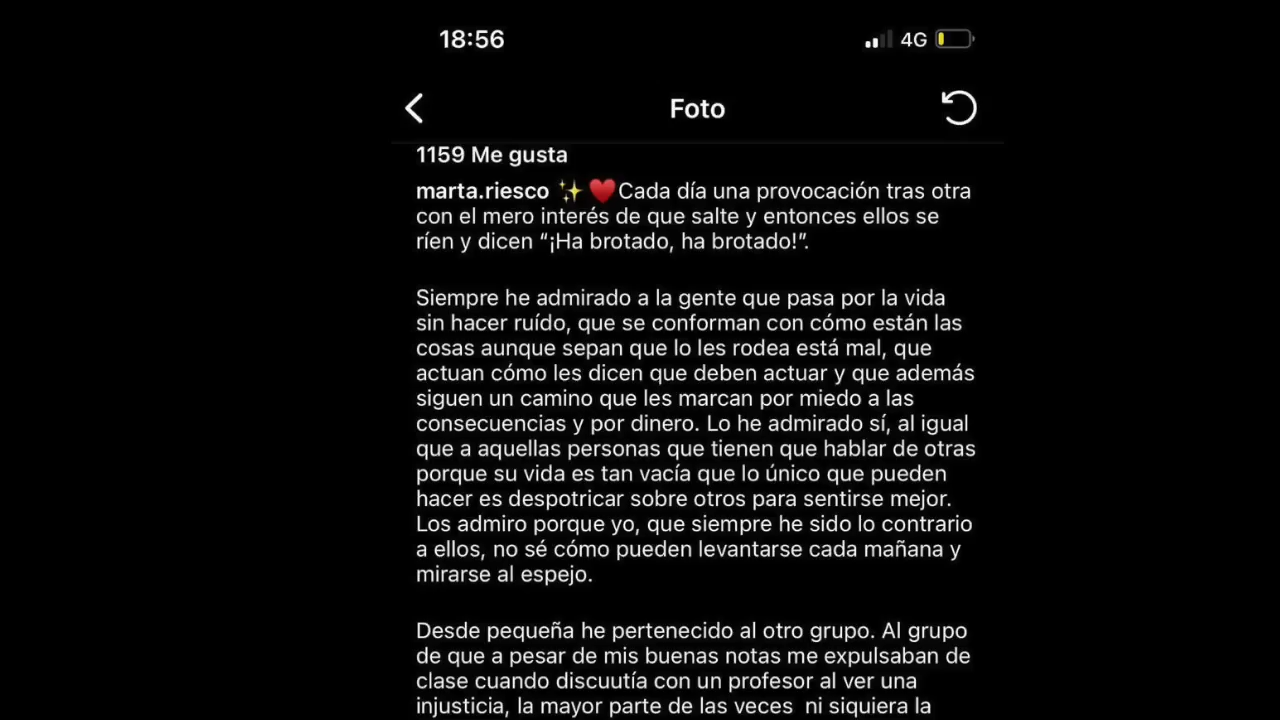 18:56
4G
Foto
1159 Me gusta
marta.riesco ✨ ❤️Cada día una provocación tras otra
con el mero interés de que salte y entonces ellos se
ríen y dicen “¡Ha brotado, ha brotado!”.
Siempre he admirado a la gente que pasa por la vida
sin hacer ruído, que se conforman con cómo están las
cosas aunque sepan que lo les rodea está mal, que
actuan cómo les dicen que deben actuar y que además
siguen un camino que les marcan por miedo a las
consecuencias y por dinero. Lo he admirado sí, al igual
que a aquellas personas que tienen que hablar de otras
porque su vida es tan vacía que lo único que pueden
hacer es despotricar sobre otros para sentirse mejor.
Los admiro porque yo, que siempre he sido lo contrario
a ellos, no sé cómo pueden levantarse cada mañana y
mirarse al espejo.
Desde pequeña he pertenecido al otro grupo. Al grupo
de que a pesar de mis buenas notas me expulsaban de
clase cuando discuutía con un profesor al ver una
injusticia, la mayor parte de las veces  ni siquiera la